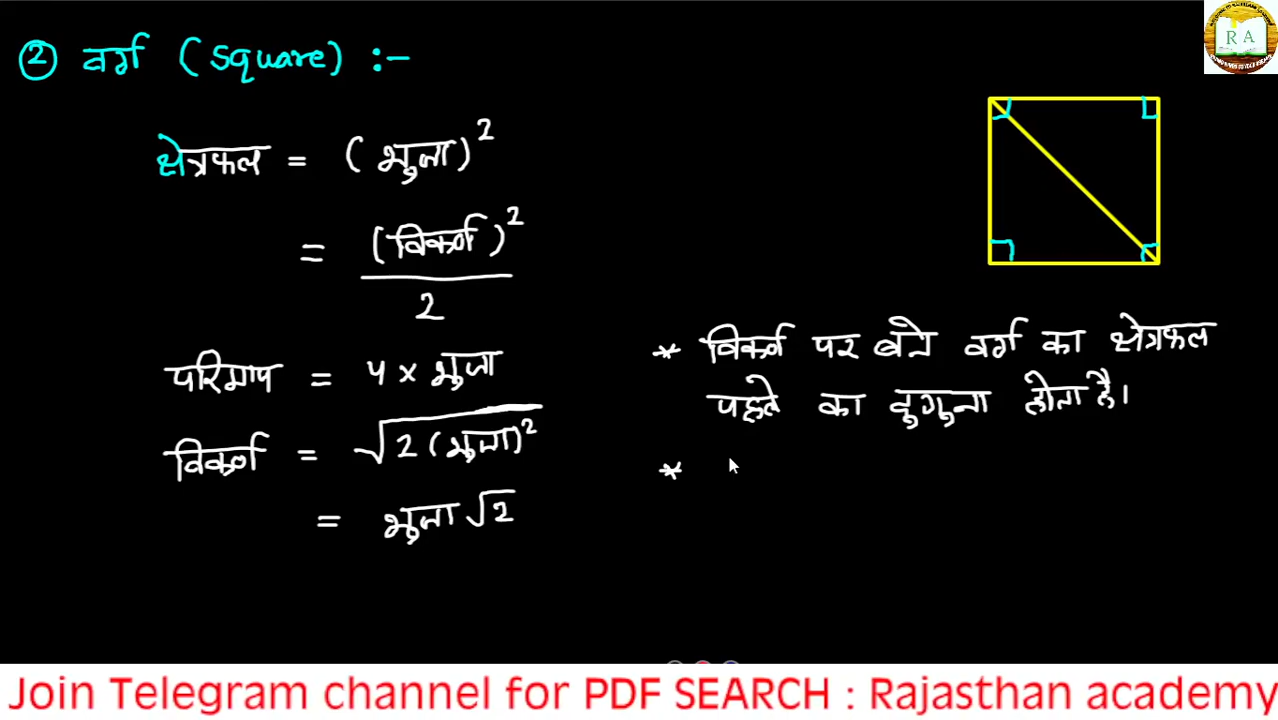 ② वर्ग (square) :-
क्षेत्रफल = (भुजा)²
= (विकर्ण)²
2
परिमाप = 4 × भुजा
विकर्ण = √2(भुजा)²
= भुजा √2
* विकर्ण पर बने वर्ग का क्षेत्रफल
पहले का दुगुना होता है।
*
RA
Join Telegram channel for PDF SEARCH : Rajasthan academy